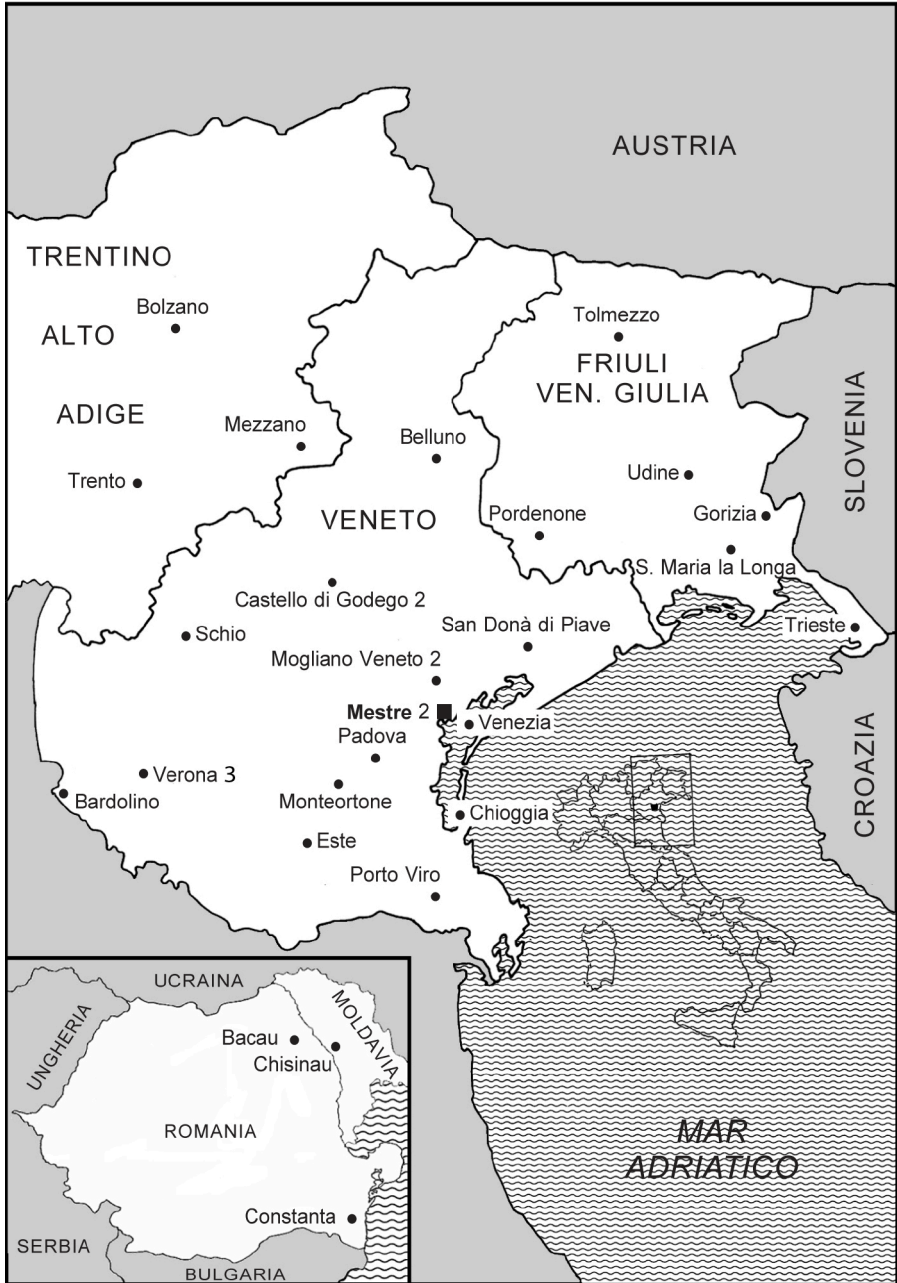 AUSTRIA
TRENTINO
ALTO
ADIGE
Bolzano
Mezzano
Trento
Tolmezzo
FRIULI
VEN. GIULIA
SLOVENIA
Belluno
Udine
VENETO
Pordenone
Gorizia
S. Maria la Longa
Castello di Godego 2
Schio
San Donà di Piave
Trieste
Mogliano Veneto 2
Mestre 2
Venezia
Padova
Verona 3
Bardolino
Monteortone
Chioggia
CROAZIA
Este
Porto Viro
UCRAINA
UNGHERIA
MOLDAVIA
Bacau
Chisinau
ROMANIA
Constanta
SERBIA
BULGARIA
MAR
ADRIATICO